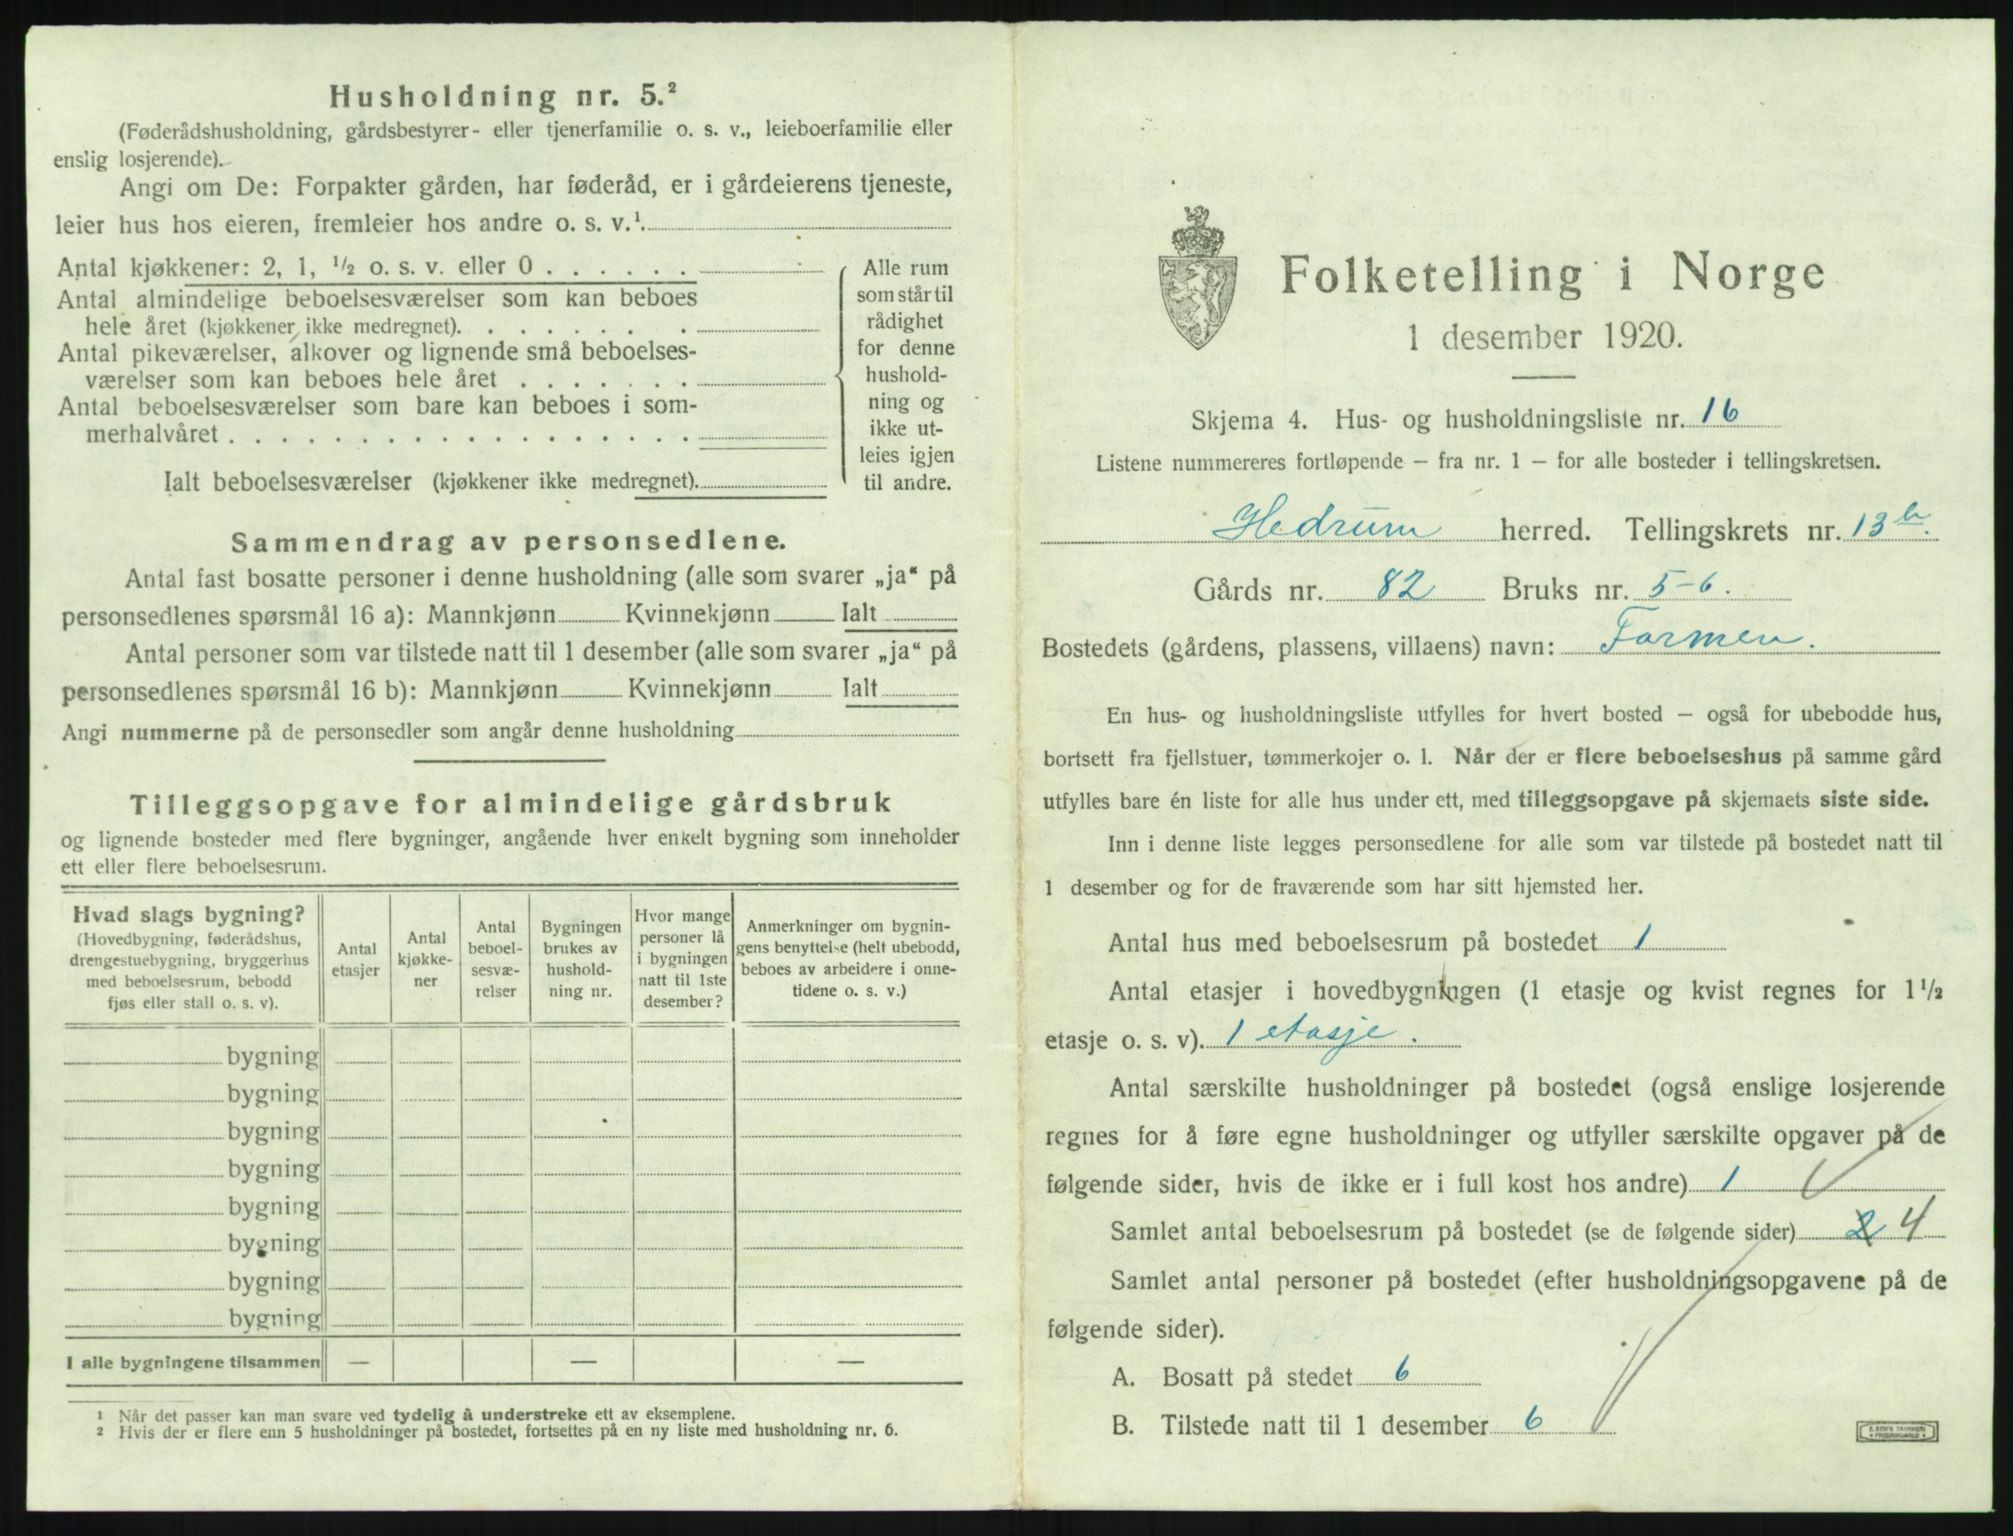 Husholdning nr. 5.²
(Føderådshusholdning, gårdsbestyrer- eller tjenerfamilie o. s. v., leieboerfamilie eller
enslig losjerende).
Angi om De: Forpakter gården, har føderåd, er i gårdeierens tjeneste,
leier hus hos eieren, fremleier hos andre o. s. v.¹.
Antal kjøkkener: 2, 1, ½ o. s. v. eller 0 . . . . . .
Antal almindelige beboelsesværelser som kan beboes
hele året (kjøkkener ikke medregnet). . . . . . . .
Antal pikeværelser, alkover og lignende små beboelses-
værelser som kan beboes hele året . . . . . . .
Antal beboelsesværelser som bare kan beboes i som-
merhalvåret . . . . . . . . . . . . . . . . . .
Ialt beboelsesværelser (kjøkkener ikke medregnet).
Alle rum
som står til
rådighet
for denne
hushold-
ning og
ikke ut-
leies igjen
til andre.
Sammendrag av personsedlene.
Antal fast bosatte personer i denne husholdning (alle som svarer „ja“ på
personsedlenes spørsmål 16 a): Mannkjønn Kvinnekjønn Ialt
Antal personer som var tilstede natt til 1 desember (alle som svarer „ja“ på
personsedlenes spørsmål 16 b): Mannkjønn Kvinnekjønn Ialt
Angi nummerne på de personsedler som angår denne husholdning
Tilleggsopgave for almindelige gårdsbruk
og lignende bosteder med flere bygninger, angående hver enkelt bygning som inneholder
ett eller flere beboelsesrum.
Hvad slags bygning?
(Hovedbygning, føderådshus,
drengestuebygning, bryggerhus
med beboelsesrum, bebodd
fjøs eller stall o. s. v).
Antal
etasjer
Antal
kjøkke-
ner
Antal
beboel-
sesvæ-
relser
Bygningen
brukes av
hushold-
ning nr.
Hvor mange
personer lå
i bygningen
natt til 1ste
desember?
Anmerkninger om bygnin-
gens benyttelse (helt ubebodd,
beboes av arbeidere i onne-
tidene o. s. v.)
bygning
bygning
bygning
bygning
bygning
bygning
bygning
bygning
I alle bygningene tilsammen — — —
¹ Når det passer kan man svare ved tydelig å understreke ett av eksemplene.
² Hvis der er flere enn 5 husholdninger på bostedet, fortsettes på en ny liste med husholdning nr. 6.
Folketelling i Norge
1 desember 1920.
Skjema 4. Hus- og husholdningsliste nr. 16
Listene nummereres fortløpende — fra nr. 1 — for alle bosteder i tellingskretsen.
Hedrum herred. Tellingskrets nr. 13 b.
Gårds nr. 82 Bruks nr. 5-6.
Bostedets (gårdens, plassens, villaens) navn: Farmen.
En hus- og husholdningsliste utfylles for hvert bosted — også for ubebodde hus,
bortsett fra fjellstuer, tømmerkojer o. l. Når der er flere beboelseshus på samme gård
utfylles bare én liste for alle hus under ett, med tilleggsopgave på skjemaets siste side.
Inn i denne liste legges personsedlene for alle som var tilstede på bostedet natt til
1 desember og for de fraværende som har sitt hjemsted her.
Antal hus med beboelsesrum på bostedet 1
Antal etasjer i hovedbygningen (1 etasje og kvist regnes for 1½
etasje o. s. v). 1 etasje.
Antal særskilte husholdninger på bostedet (også enslige losjerende
regnes for å føre egne husholdninger og utfyller særskilte opgaver på de
følgende sider, hvis de ikke er i full kost hos andre) 1
Samlet antal beboelsesrum på bostedet (se de følgende sider) 2 4
Samlet antal personer på bostedet (efter husholdningsopgavene på de
følgende sider).
A. Bosatt på stedet 6
B. Tilstede natt til 1 desember 6